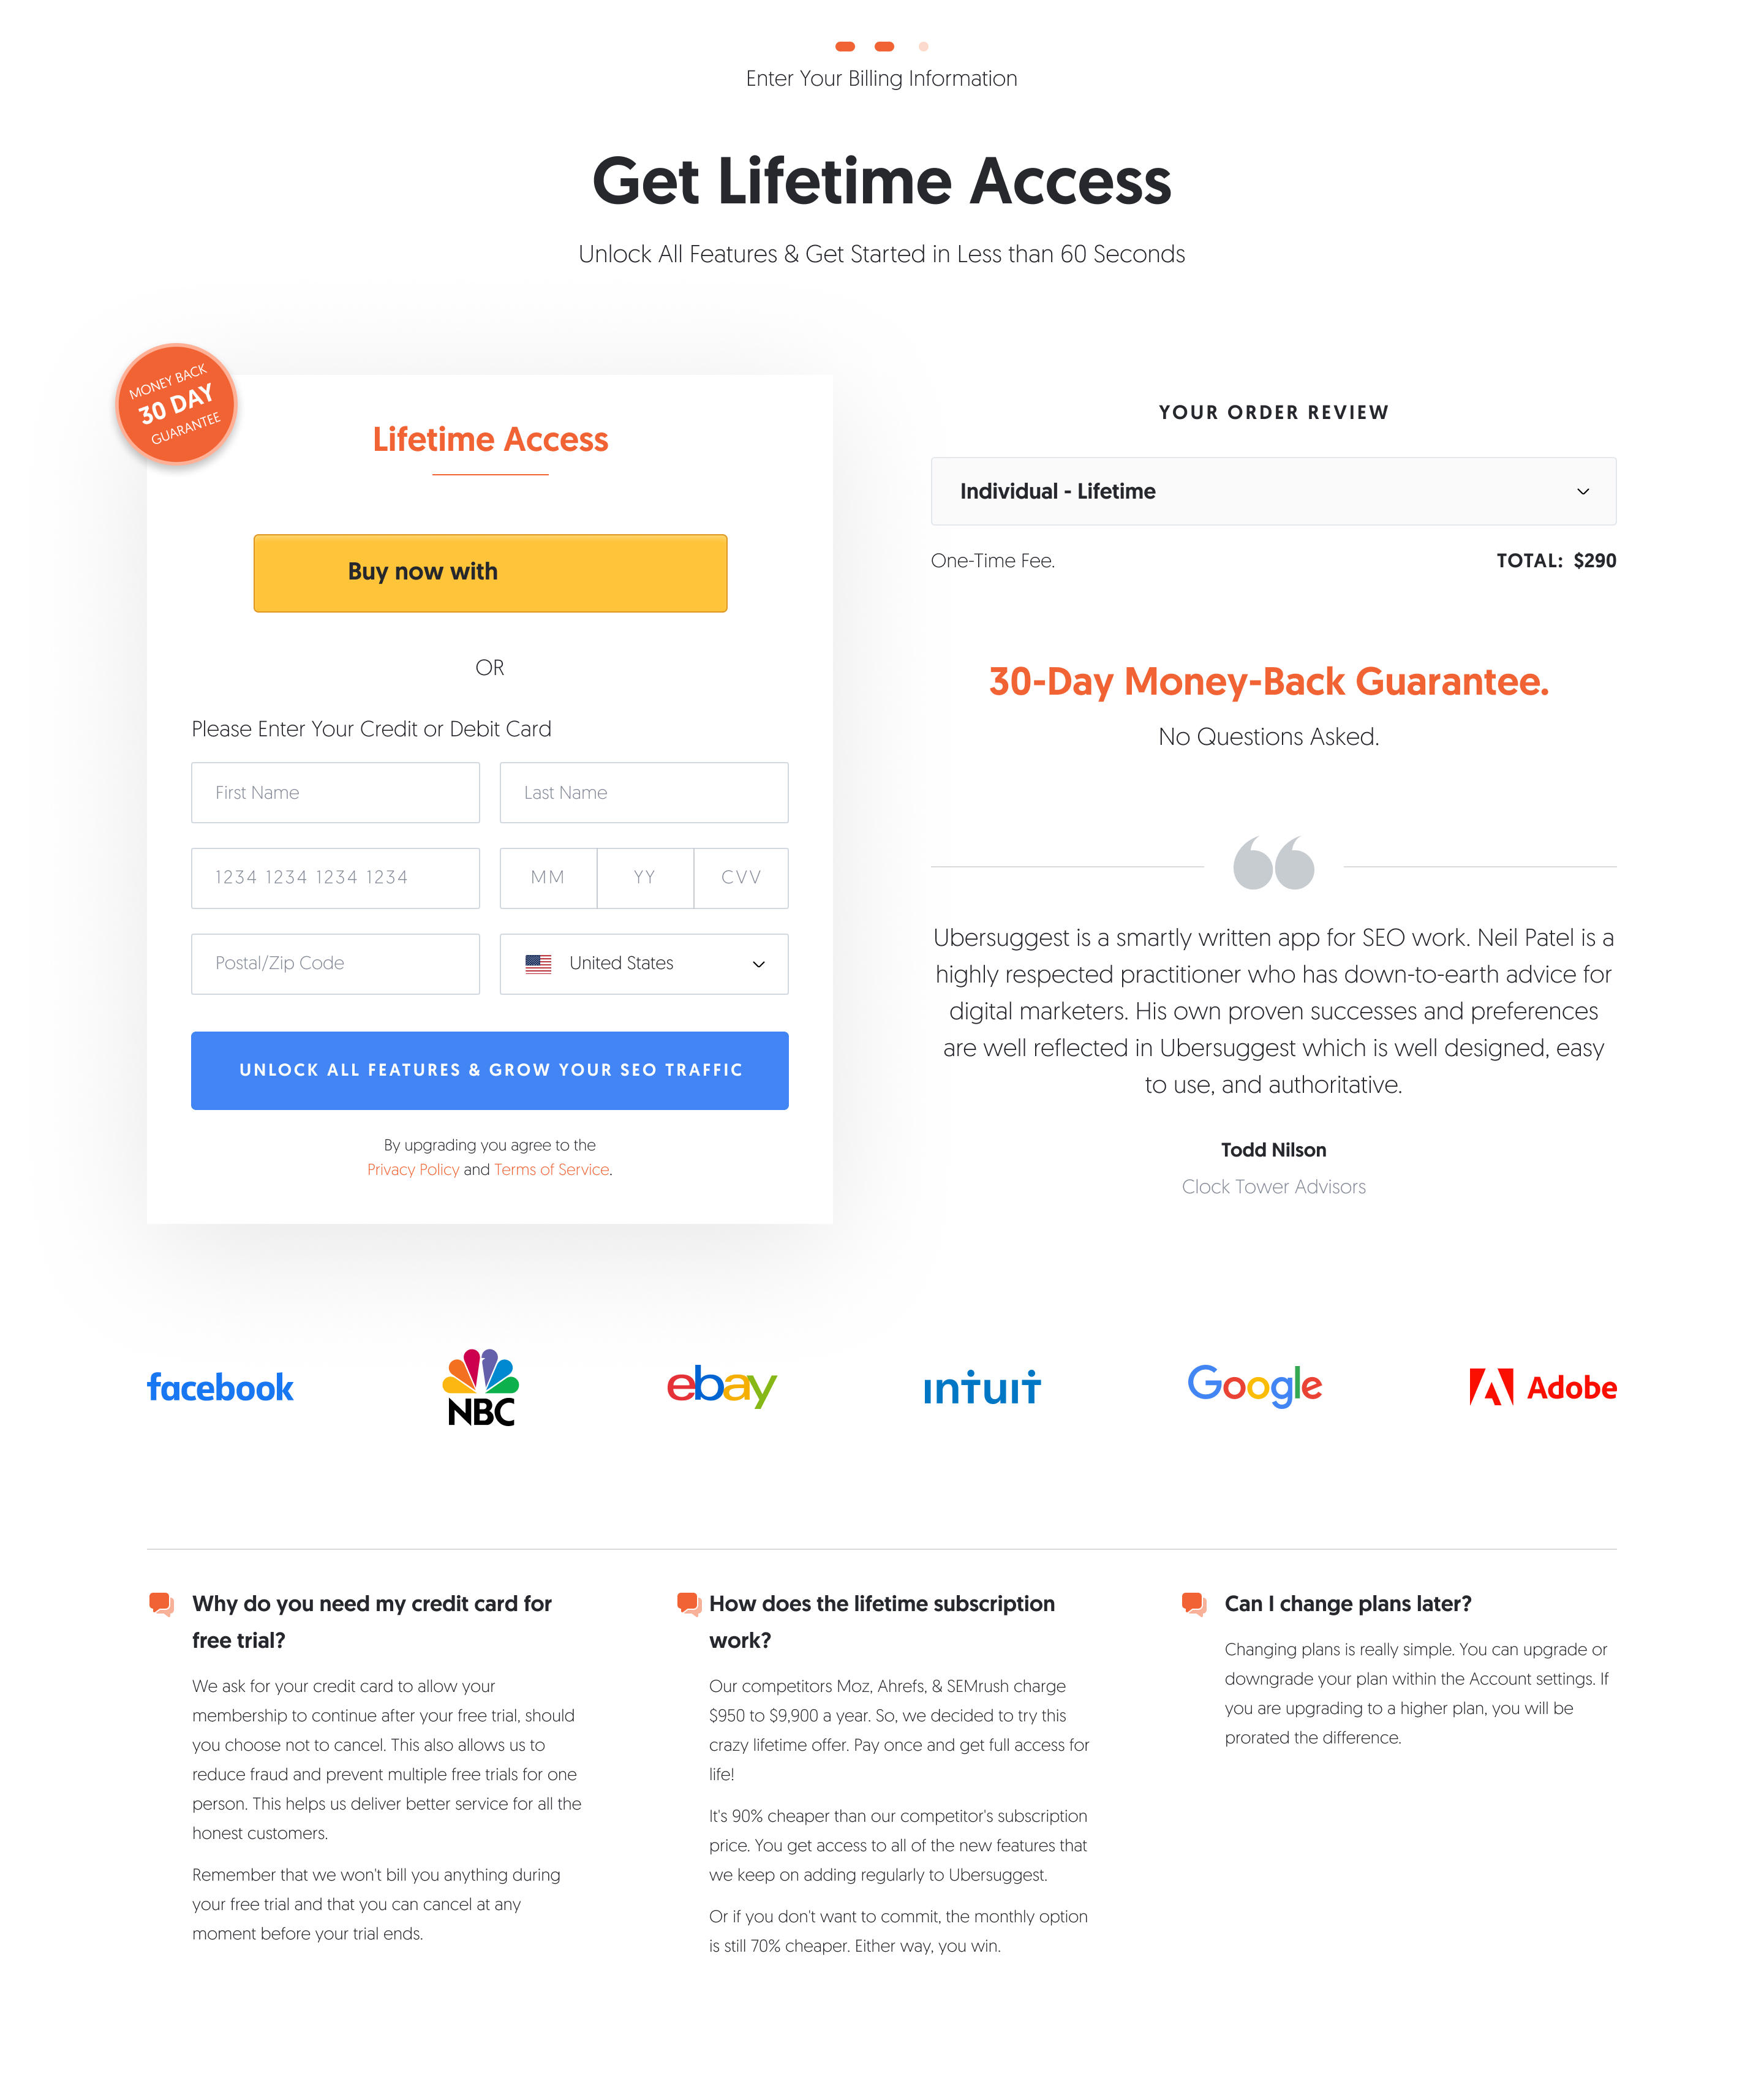 Enter Your Billing Information
Get Lifetime Access
Unlock All Features & Get Started in Less than 60 Seconds
MONEY BACK
30 DAY
GUARANTEE
Lifetime Access
Buy now with
OR
Please Enter Your Credit or Debit Card
First Name
Last Name
1234 1234 1234 1234
MM
YY
CVV
Postal/Zip Code
United States
UNLOCK ALL FEATURES & GROW YOUR SEO TRAFFIC
By upgrading you agree to the
Privacy Policy and Terms of Service.
YOUR ORDER REVIEW
Individual - Lifetime
One-Time Fee.
TOTAL: $290
30-Day Money-Back Guarantee.
No Questions Asked.
Ubersuggest is a smartly written app for SEO work. Neil Patel is a
highly respected practitioner who has down-to-earth advice for
digital marketers. His own proven successes and preferences
are well reflected in Ubersuggest which is well designed, easy
to use, and authoritative.
Todd Nilson
Clock Tower Advisors
facebook
NBC
ebay
intuit
Google
Adobe
Why do you need my credit card for
free trial?
We ask for your credit card to allow your
membership to continue after your free trial, should
you choose not to cancel. This also allows us to
reduce fraud and prevent multiple free trials for one
person. This helps us deliver better service for all the
honest customers.
Remember that we won't bill you anything during
your free trial and that you can cancel at any
moment before your trial ends.
How does the lifetime subscription
work?
Our competitors Moz, Ahrefs, & SEMrush charge
$950 to $9,900 a year. So, we decided to try this
crazy lifetime offer. Pay once and get full access for
life!
It's 90% cheaper than our competitor's subscription
price. You get access to all of the new features that
we keep on adding regularly to Ubersuggest.
Or if you don't want to commit, the monthly option
is still 70% cheaper. Either way, you win.
Can I change plans later?
Changing plans is really simple. You can upgrade or
downgrade your plan within the Account settings. If
you are upgrading to a higher plan, you will be
prorated the difference.